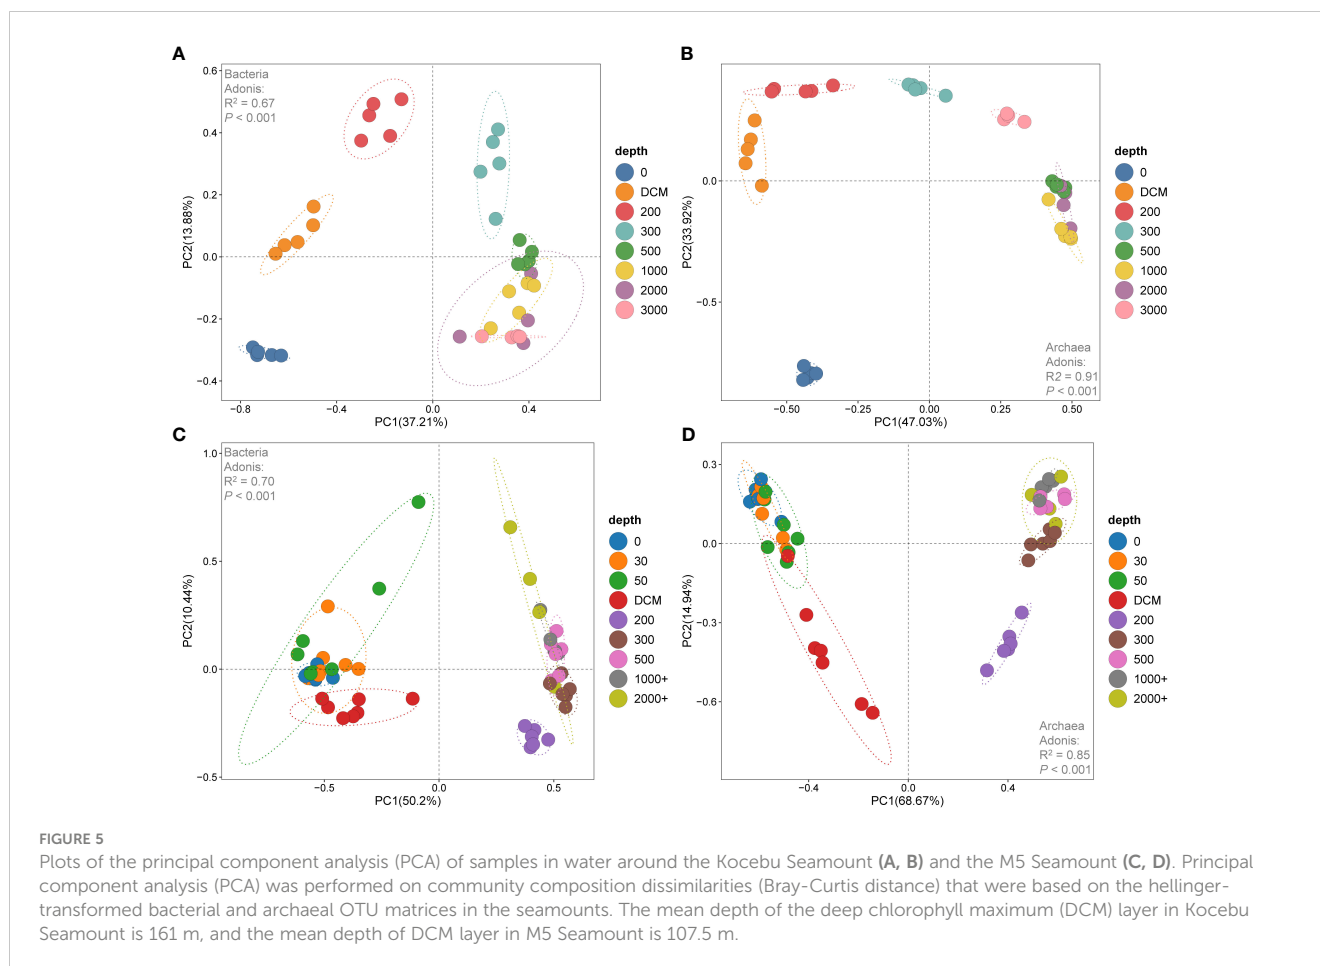 A
Bacteria
Adonis:
R² = 0.67
P < 0.001
0.6
0.4
0.2
0.0
−0.2
−0.4
PC2(13.88%)
−0.8
−0.4
0.0
0.4
PC1(37.21%)
depth
0
DCM
200
300
500
1000
2000
3000
B
0.0
−0.5
PC2(33.92%)
Archaea
Adonis:
R2 = 0.91
P < 0.001
−0.50
−0.25
0.00
0.25
0.50
PC1(47.03%)
depth
0
DCM
200
300
500
1000
2000
3000
C
Bacteria
Adonis:
R² = 0.70
P < 0.001
1.0
0.5
0.0
−0.5
PC2(10.44%)
−0.5
0.0
0.5
PC1(50.2%)
depth
0
30
50
DCM
200
300
500
1000+
2000+
D
0.3
0.0
−0.3
−0.6
PC2(14.94%)
Archaea
Adonis:
R² = 0.85
P < 0.001
−0.4
0.0
0.4
PC1(68.67%)
depth
0
30
50
DCM
200
300
500
1000+
2000+
FIGURE 5
Plots of the principal component analysis (PCA) of samples in water around the Kocebu Seamount (A, B) and the M5 Seamount (C, D). Principal
component analysis (PCA) was performed on community composition dissimilarities (Bray-Curtis distance) that were based on the hellinger-
transformed bacterial and archaeal OTU matrices in the seamounts. The mean depth of the deep chlorophyll maximum (DCM) layer in Kocebu
Seamount is 161 m, and the mean depth of DCM layer in M5 Seamount is 107.5 m.